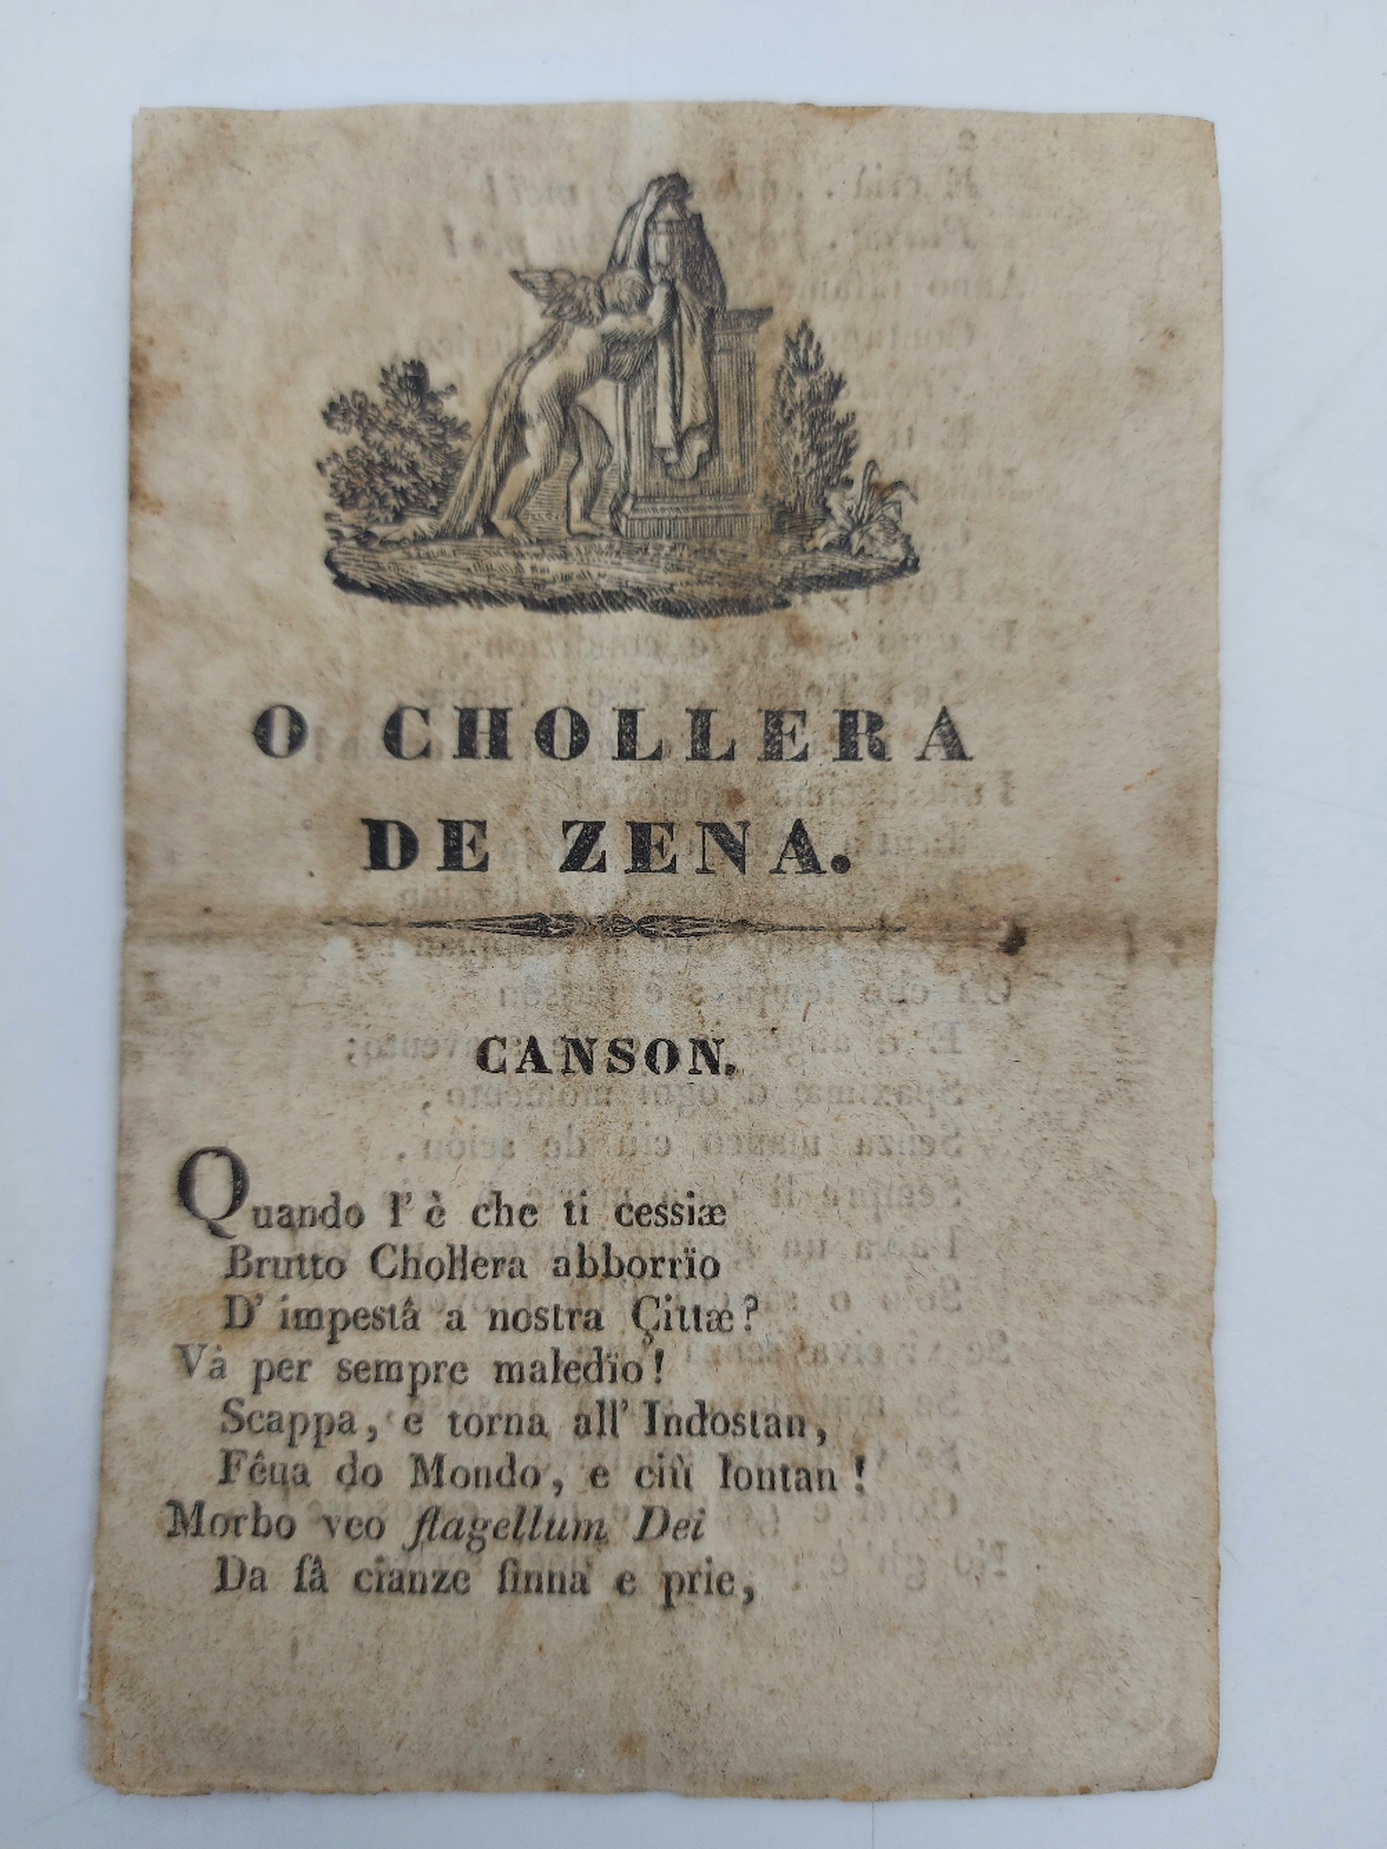 O CHOLLERA
DE ZENA.
CANSON.
Quando l' è che ti cessiæ
Brutto Chollera abborrïo
D' impestâ a nostra Çittæ?
Và per sempre maledïo!
Scappa, e torna all' Indostan,
Fêua do Mondo, e ciù lontan!
Morbo veo flagellum Dei
Da fâ cianze finna e prie,